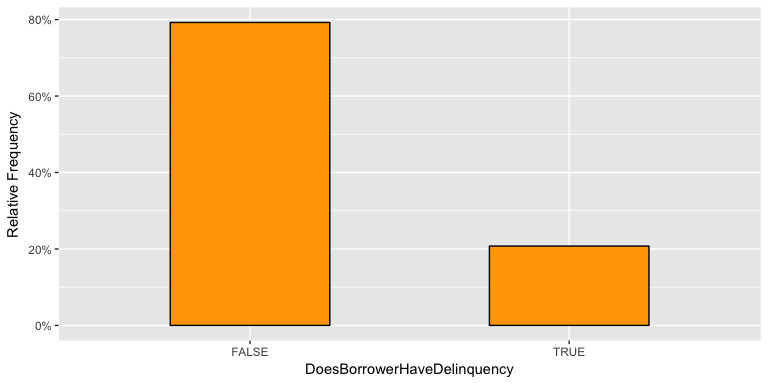 80%
60%
40%
20%
0%
Relative Frequency
FALSE
TRUE
DoesBorrowerHaveDelinquency